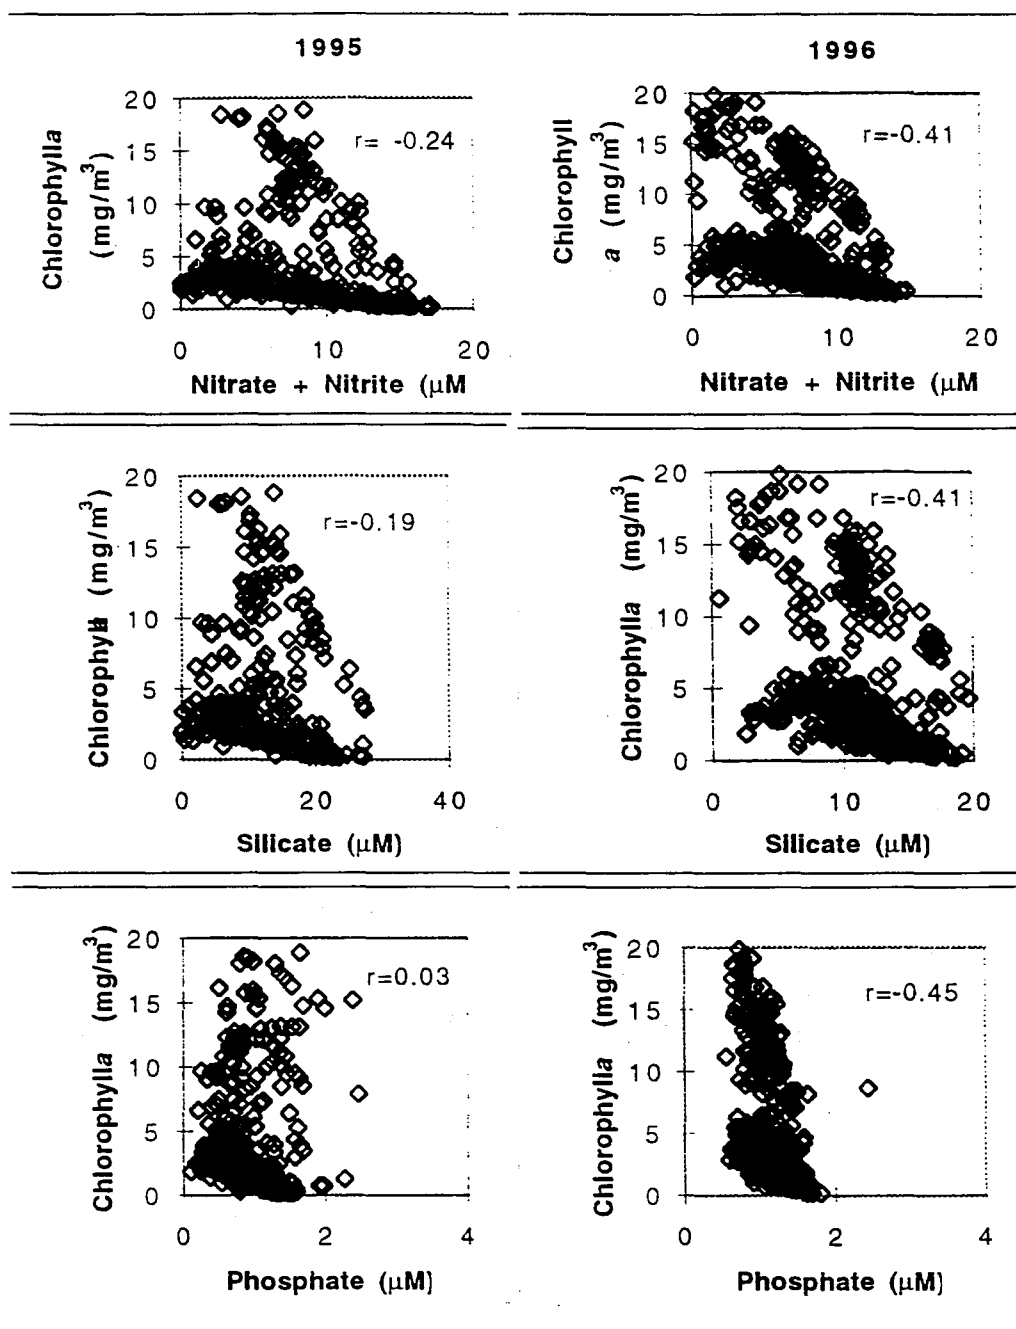 1995
20
15
10
5
0
Chlorophylla
(mg/m³)
r= -0.24
0 10 20
Nitrate + Nitrite (µM
1996
20
15
10
5
0
Chlorophyll
a (mg/m³)
r=-0.41
0 10 20
Nitrate + Nitrite (µM
20
15
10
5
0
(mg/m³)
r=-0.19
0 20 40
Silicate (µM)
20
15
10
5
0
Chlorophylla (mg/m³)
r=-0.41
0 10 20
Silicate (µM)
20
15
10
5
0
Chlorophylla (mg/m³)
r=0.03
0 2 4
Phosphate (µM)
20
15
10
5
0
Chlorophylla (mg/m³)
r=-0.45
0 2 4
Phosphate (µM)